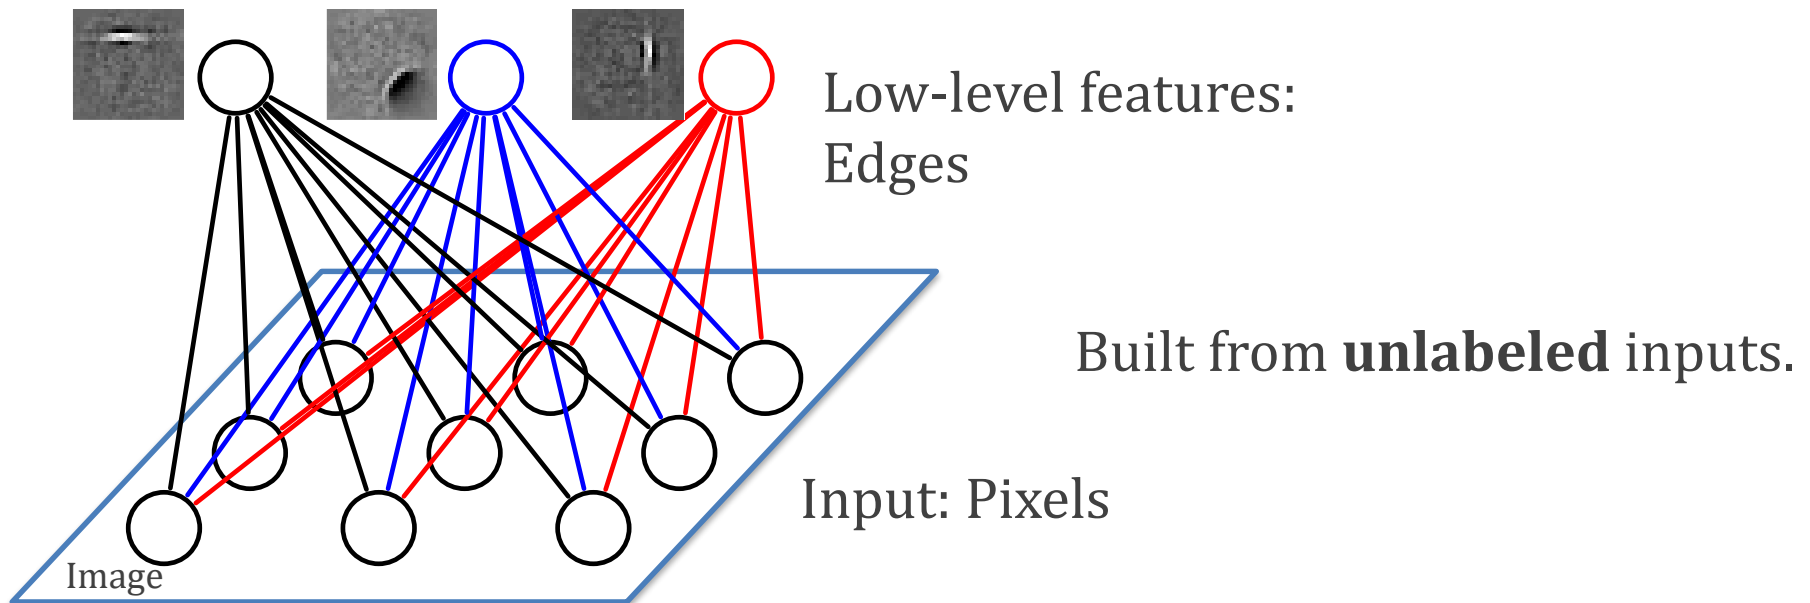 Low-level features:
Edges
Built from unlabeled inputs.
Input: Pixels
Image